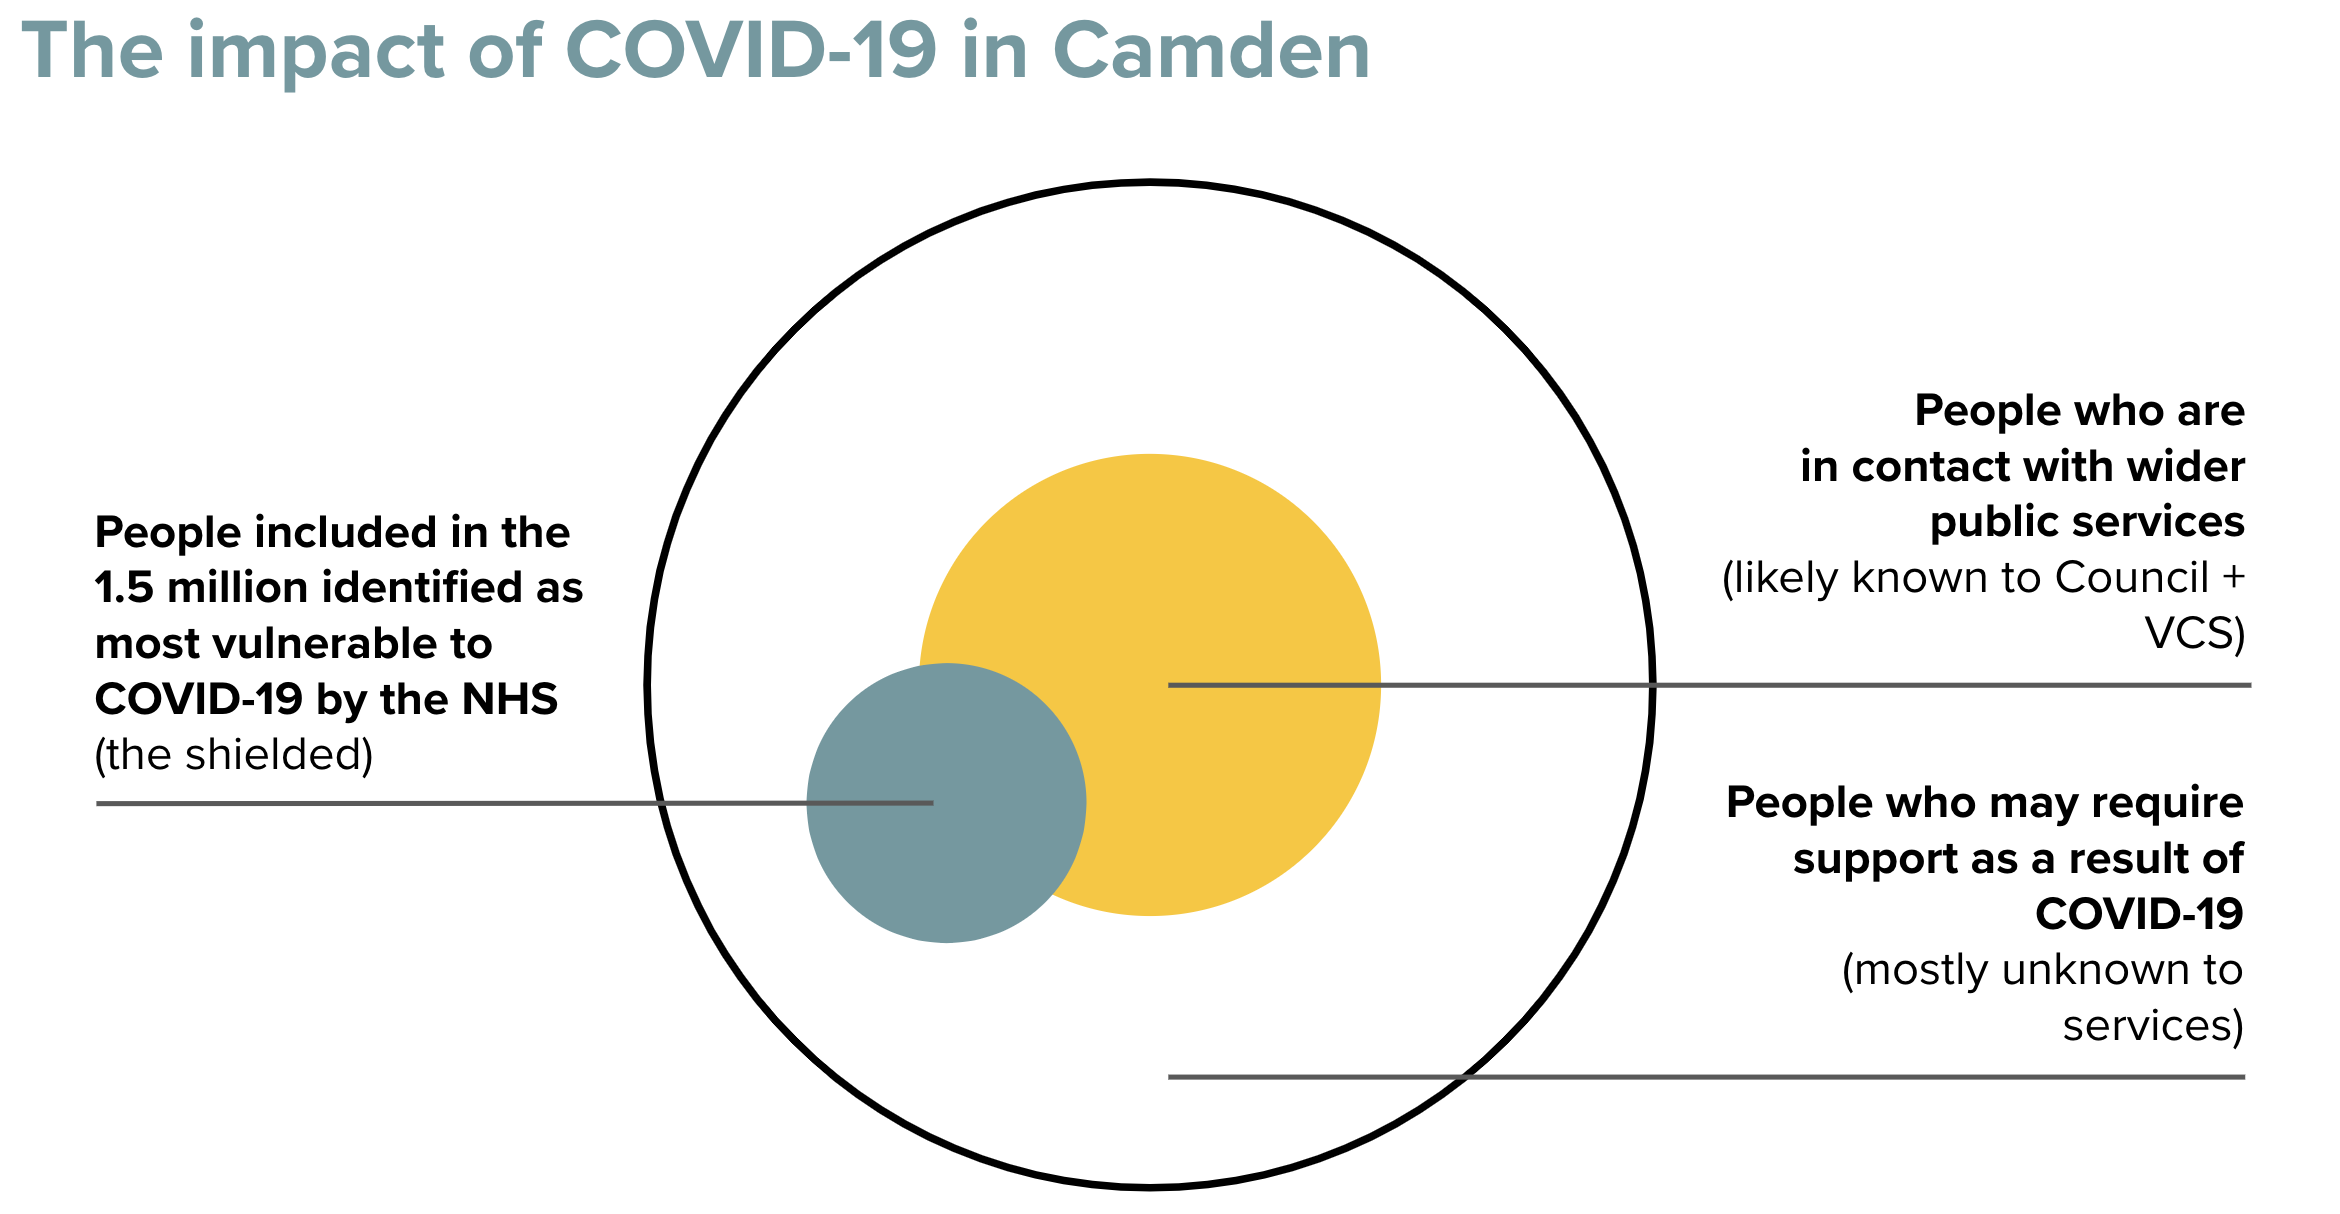 The impact of COVID-19 in Camden
People included in the
1.5 million identified as
most vulnerable to
COVID-19 by the NHS
(the shielded)
People who are
in contact with wider
public services
(likely known to Council +
VCS)
People who may require
support as a result of
COVID-19
(mostly unknown to
services)